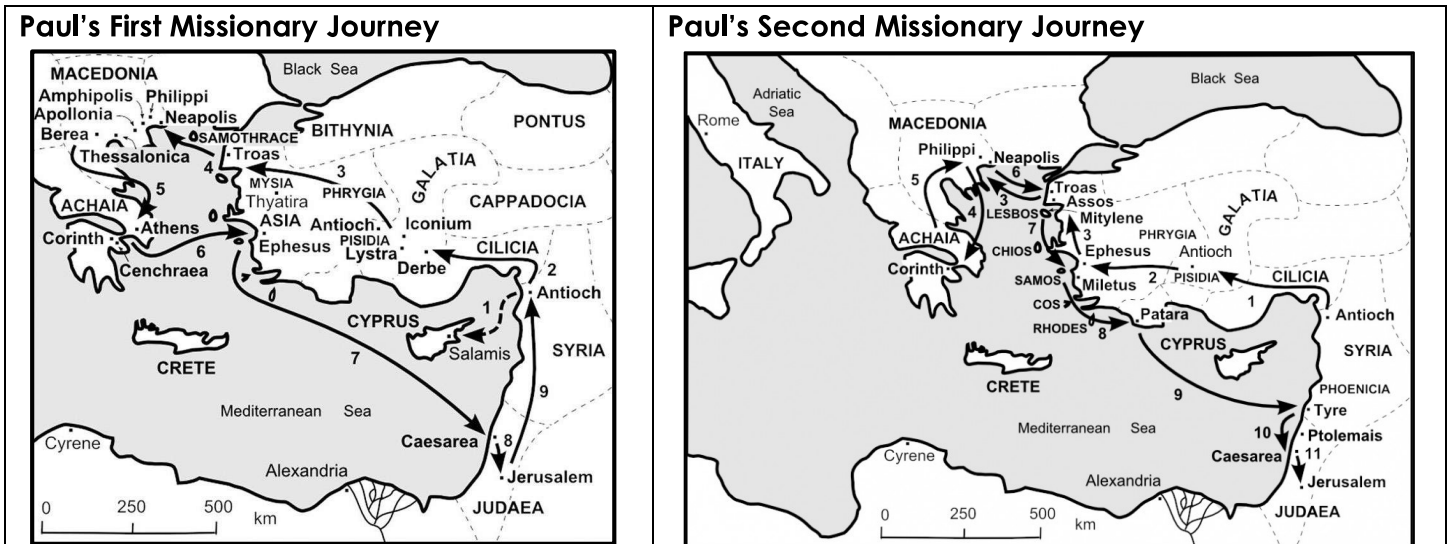 Paul's First Missionary Journey
Black Sea
MACEDONIA
Amphipolis Philippi
Apollonia
Neapolis
Berea
SAMOTHRACE
BITHYNIA
PONTUS
Thessalonica
4
Troas
3
GALATIA
MYSIA
PHRYGIA
Thyatira
5
CAPPADOCIA
ACHAIA
ASIA
Antioch
Iconium
Athens
PISIDIA
Corinth
6
Ephesus
Lystra
CILICIA
Cenchraea
Derbe
2
Antioch
1
CYPRUS
Salamis
SYRIA
7
CRETE
9
Mediterranean Sea
Caesarea
8
Cyrene
Alexandria
Jerusalem
JUDAEA
0 250 500
km
Paul's Second Missionary Journey
Black Sea
Adriatic
Sea
Rome
MACEDONIA
ITALY
Philippi
Neapolis
5
6
Troas
3
Assos
GALATIA
4
LESBOS
Mitylene
7
3
PHRYGIA
ACHAIA
CHIOS
Ephesus
Antioch
Corinth
2
PISIDIA
CILICIA
SAMOS
Miletus
1
COS
Patara
Antioch
RHODES
8
CYPRUS
SYRIA
CRETE
PHOENICIA
9
Tyre
Mediterranean Sea
10
Ptolemais
Caesarea
11
Cyrene
Alexandria
Jerusalem
JUDAEA
0 250 500
km